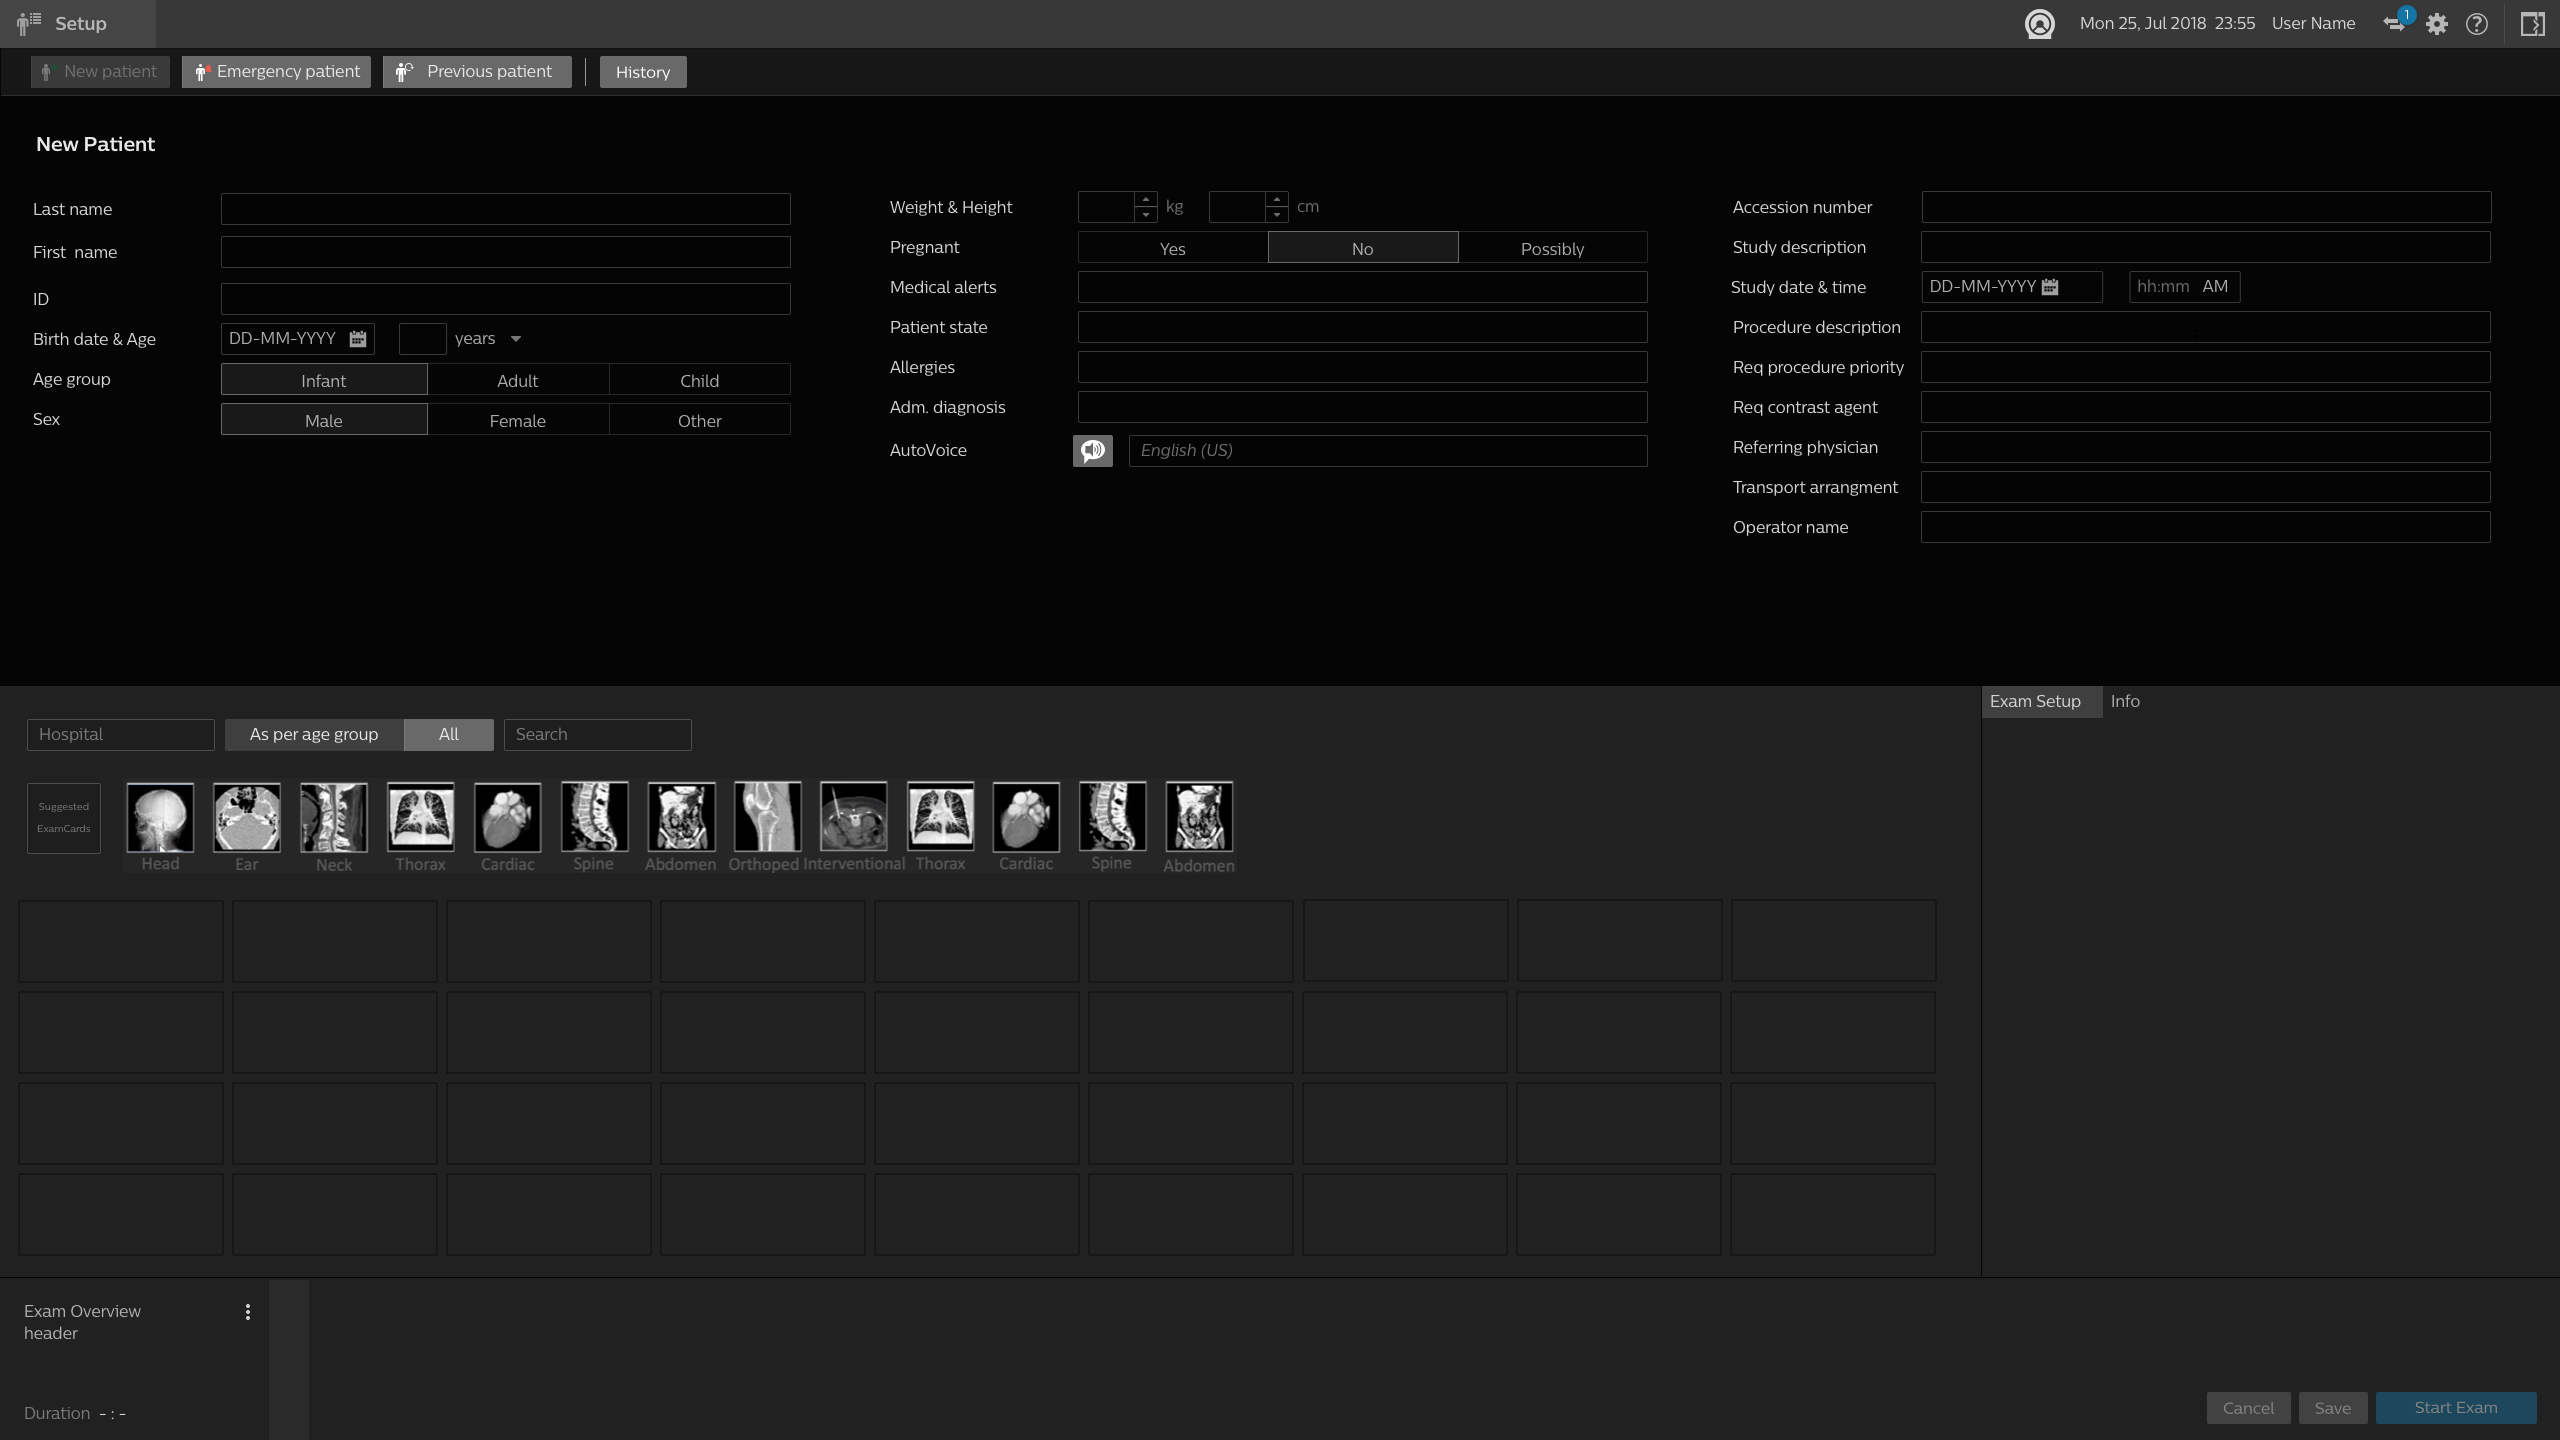 Setup
Mon 25, Jul 2018 23:55 User Name 1 ?
New patient Emergency patient Previous patient History
New Patient
Last name
First name
ID
Birth date & Age DD-MM-YYYY years
Age group Infant Adult Child
Sex Male Female Other
Weight & Height kg cm
Pregnant Yes No Possibly
Medical alerts
Patient state
Allergies
Adm. diagnosis
AutoVoice English (US)
Accession number
Study description
Study date & time DD-MM-YYYY hh:mm AM
Procedure description
Req procedure priority
Req contrast agent
Referring physician
Transport arrangment
Operator name
Hospital As per age group All Search
Suggested
ExamCards
Head Ear Neck Thorax Cardiac Spine Abdomen Orthoped Interventional Thorax Cardiac Spine Abdomen
Exam Setup Info
Exam Overview
header
Duration - : -
Cancel Save Start Exam